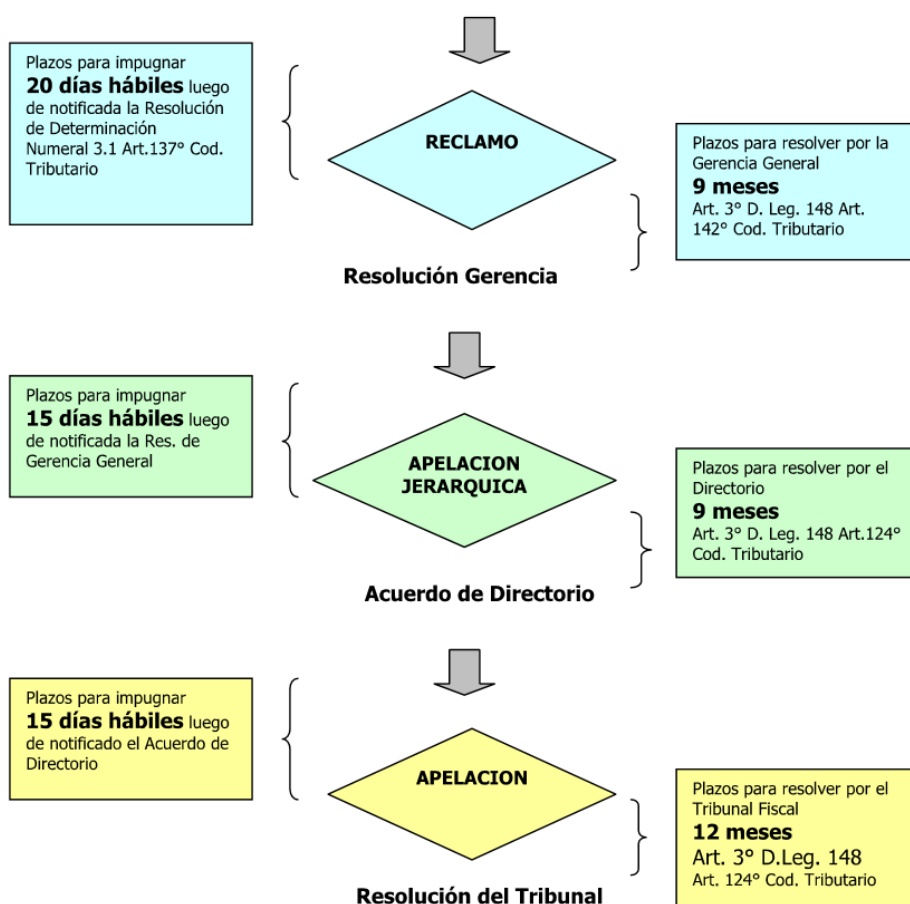 Plazos para impugnar
20 días hábiles luego
de notificada la Resolución
de Determinación
Numeral 3.1 Art.137° Cod.
Tributario
RECLAMO
Plazos para resolver por la
Gerencia General
9 meses
Art. 3° D. Leg. 148 Art.
142° Cod. Tributario
Resolución Gerencia
Plazos para impugnar
15 días hábiles luego
de notificada la Res. de
Gerencia General
APELACION
JERARQUICA
Plazos para resolver por el
Directorio
9 meses
Art. 3° D. Leg. 148 Art.124°
Cod. Tributario
Acuerdo de Directorio
Plazos para impugnar
15 días hábiles luego
de notificado el Acuerdo de
Directorio
APELACION
Plazos para resolver por el
Tribunal Fiscal
12 meses
Art. 3° D.Leg. 148
Art. 124° Cod. Tributario
Resolución del Tribunal